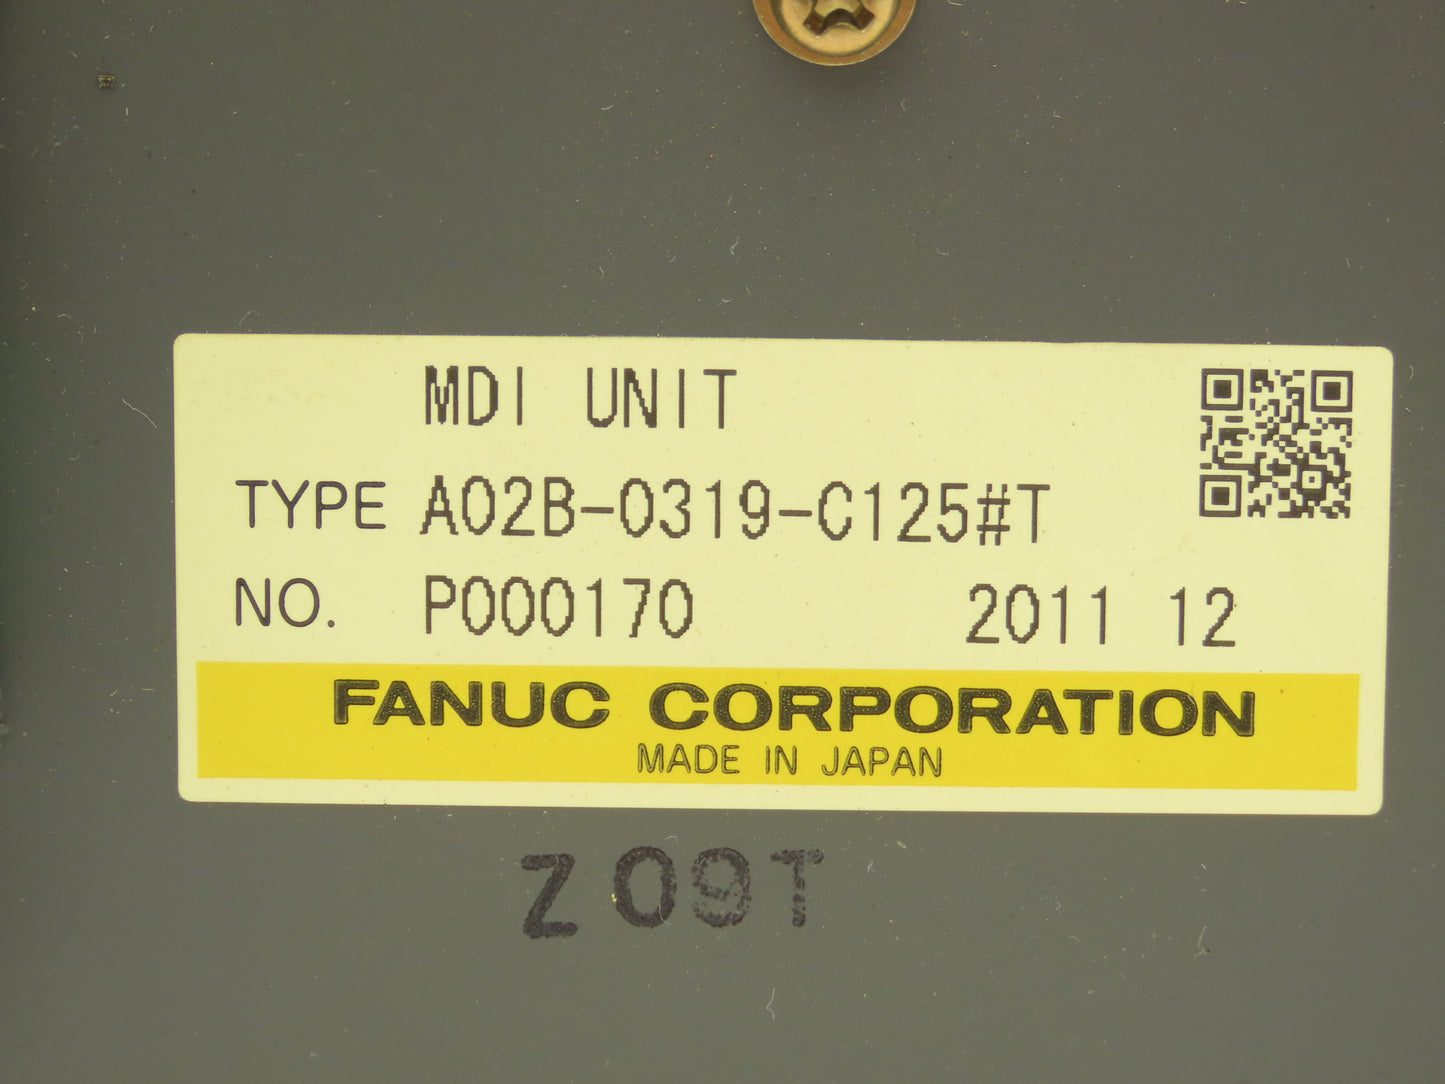 MDI UNIT
TYPE A02B-0319-C125#T
NO. P000170 2011 12
FANUC CORPORATION
MADE IN JAPAN
Z09T